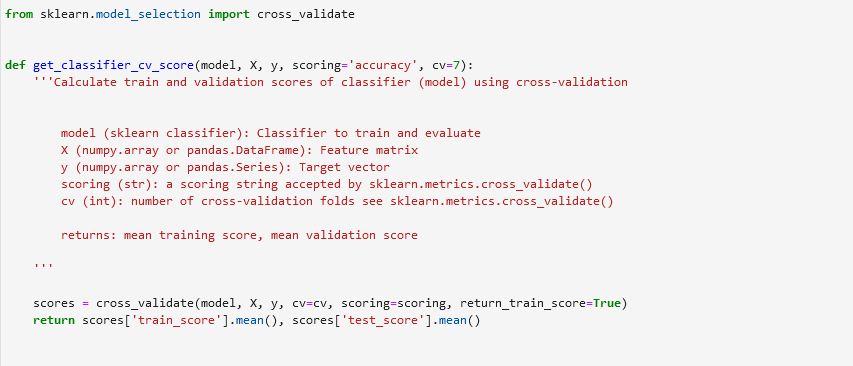 from sklearn.model_selection import cross_validate
def get_classifier_cv_score(model, X, y, scoring='accuracy', cv=7):
'''Calculate train and validation scores of classifier (model) using cross-validation
model (sklearn classifier): Classifier to train and evaluate
X (numpy.array or pandas.DataFrame): Feature matrix
y (numpy.array or pandas.Series): Target vector
scoring (str): a scoring string accepted by sklearn.metrics.cross_validate()
cv (int): number of cross-validation folds see sklearn.metrics.cross_validate()
returns: mean training score, mean validation score
'''
scores = cross_validate(model, X, y, cv=cv, scoring=scoring, return_train_score=True)
return scores['train_score'].mean(), scores['test_score'].mean()